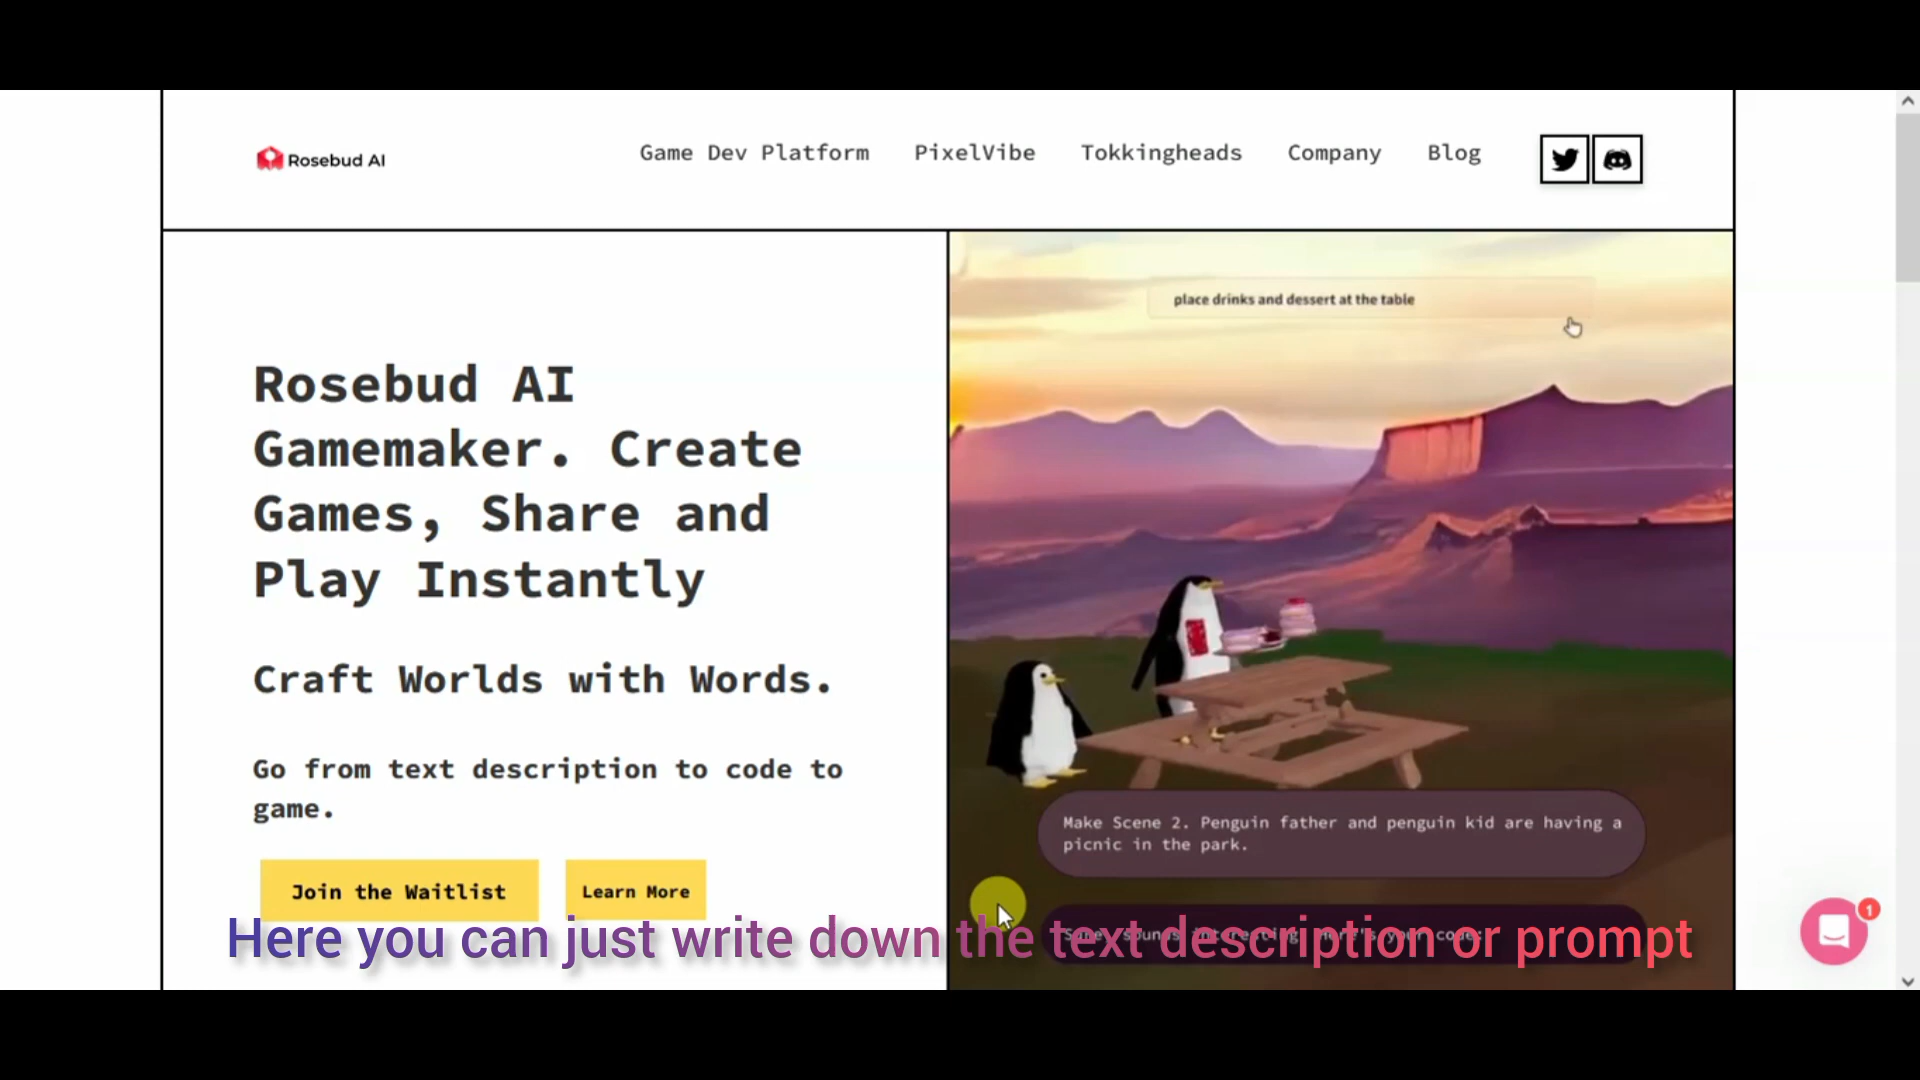 Rosebud AI
Game Dev Platform
PixelVibe
Tokkingheads
Company
Blog
place drinks and dessert at the table
Rosebud AI
Gamemaker. Create
Games, Share and
Play Instantly
Craft Worlds with Words.
Go from text description to code to
game.
Make Scene 2. Penguin father and penguin kid are having a
picnic in the park.
Join the Waitlist
Learn More
1
Here you can just write down the text description or prompt